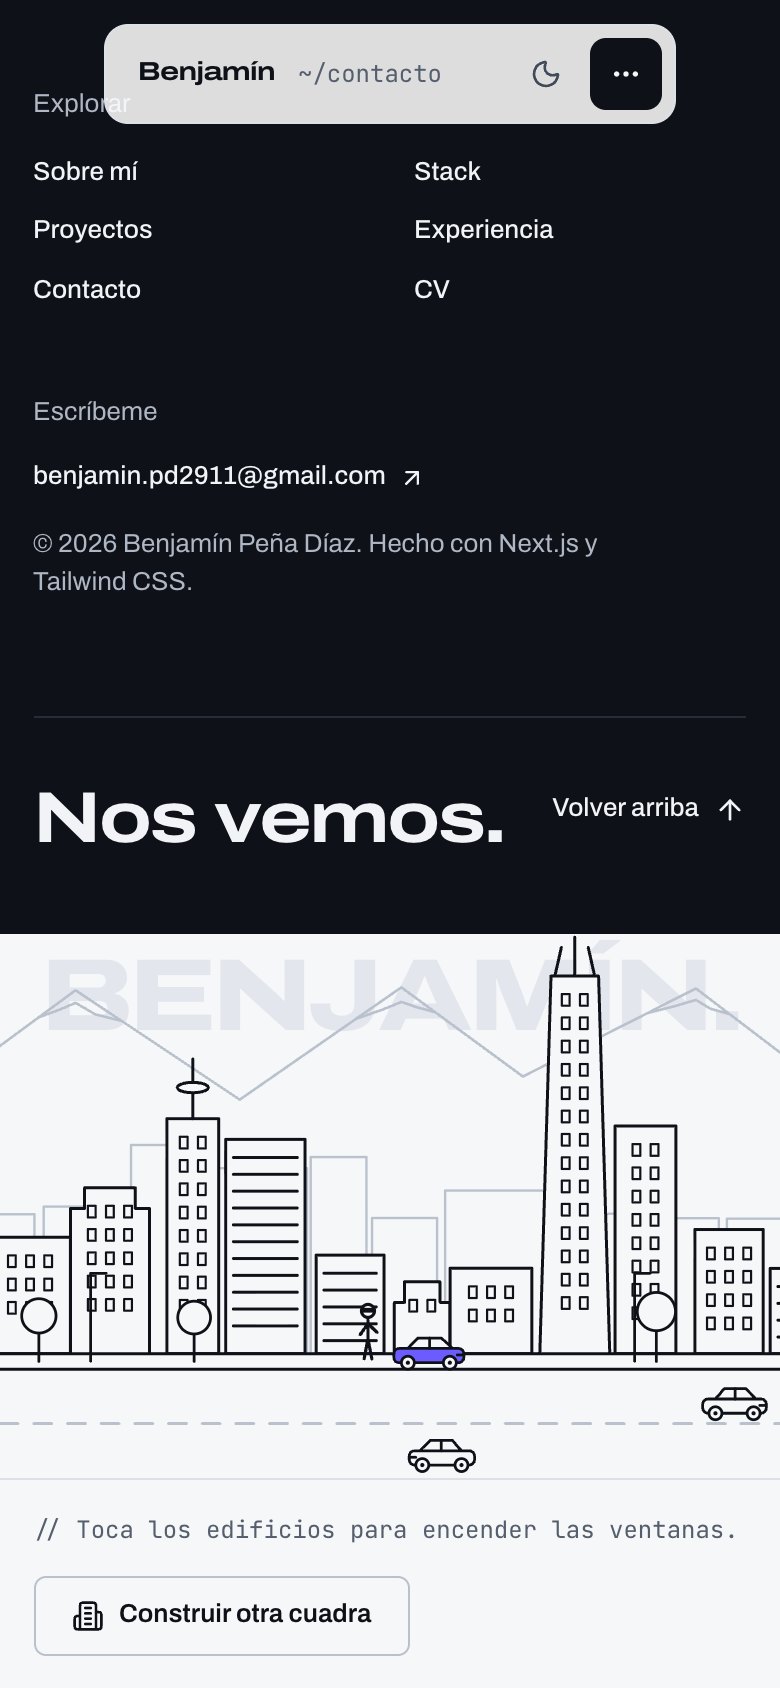 Benjamín ~/contacto
Explorar
Sobre mí
Stack
Proyectos
Experiencia
Contacto
CV
Escríbeme
benjamin.pd2911@gmail.com
© 2026 Benjamín Peña Díaz. Hecho con Next.js y
Tailwind CSS.
Nos vemos.
Volver arriba
BENJAMÍN.
// Toca los edificios para encender las ventanas.
Construir otra cuadra